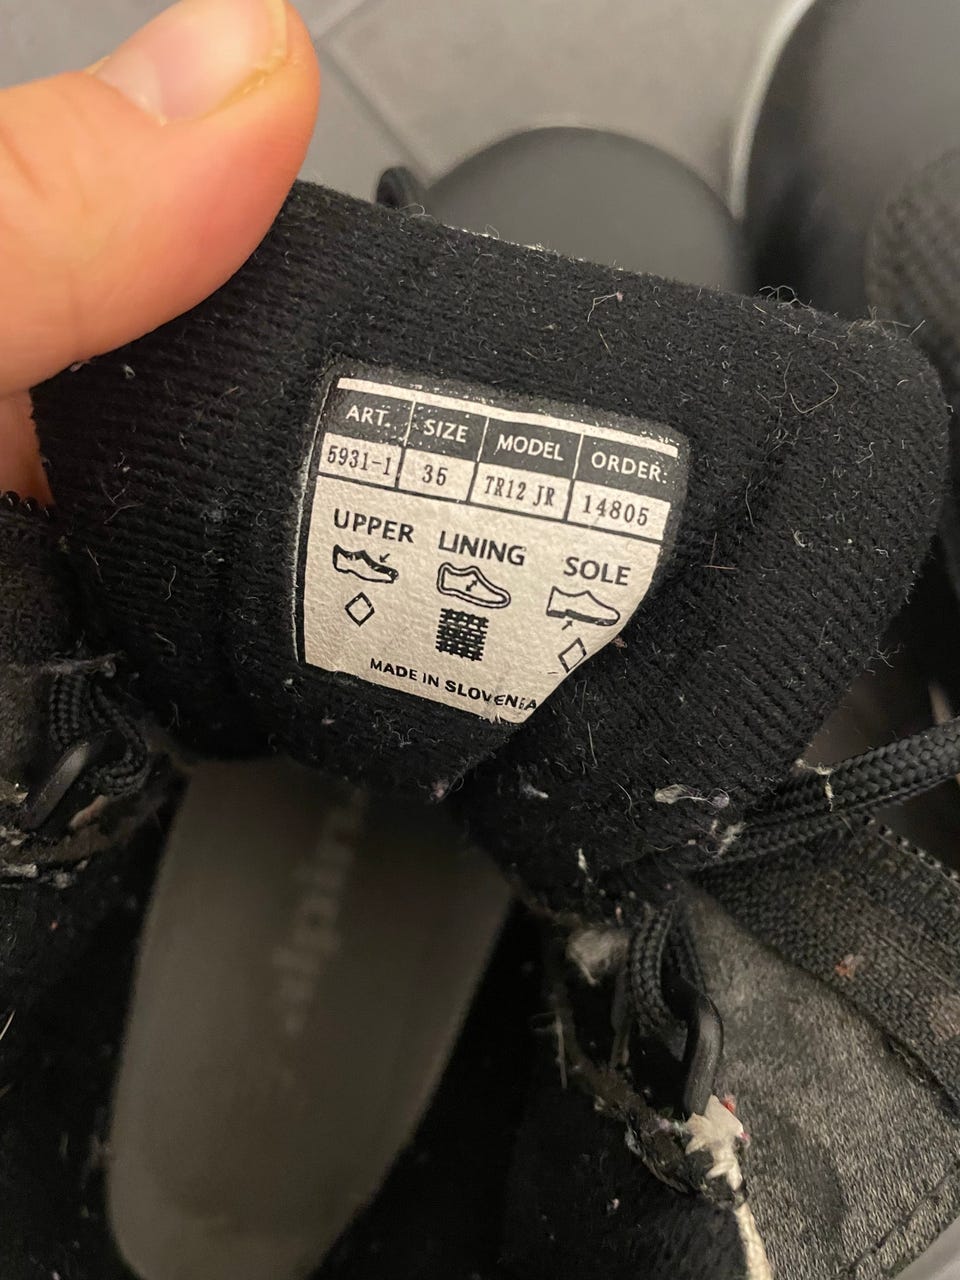 ART. SIZE MODEL ORDER:
5931-1 35 TR12 JR 14805
UPPER LINING SOLE
MADE IN SLOVENIA